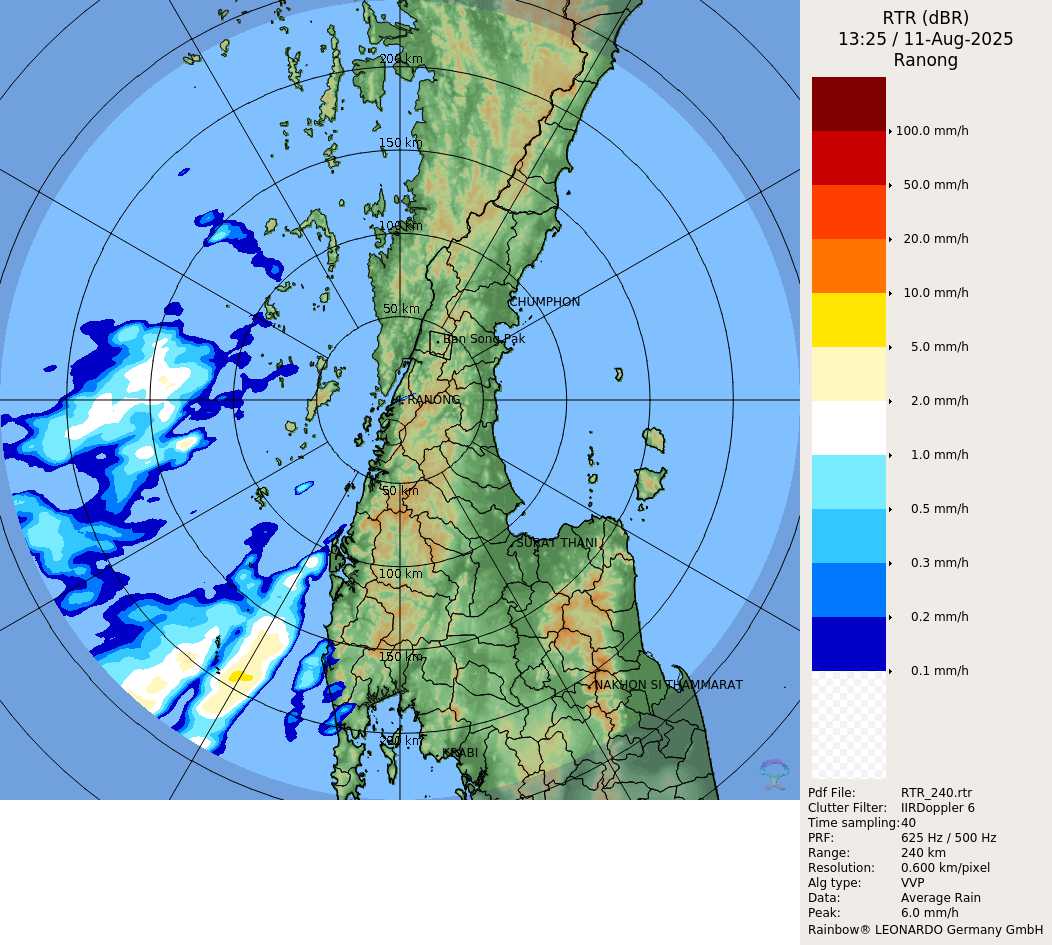 RTR (dBR)
13:25 / 11-Aug-2025
Ranong
200 km
150 km
100 km
50 km
CHUMPHON
Ban Song Pak
RANONG
50 km
SURAT THANI
100 km
150 km
NAKHON SI THAMMARAT
200 km
KRABI
100.0 mm/h
50.0 mm/h
20.0 mm/h
10.0 mm/h
5.0 mm/h
2.0 mm/h
1.0 mm/h
0.5 mm/h
0.3 mm/h
0.2 mm/h
0.1 mm/h
Pdf File: RTR_240.rtr
Clutter Filter: IIRDoppler 6
Time sampling:40
PRF: 625 Hz / 500 Hz
Range: 240 km
Resolution: 0.600 km/pixel
Alg type: VVP
Data: Average Rain
Peak: 6.0 mm/h
Rainbow® LEONARDO Germany GmbH